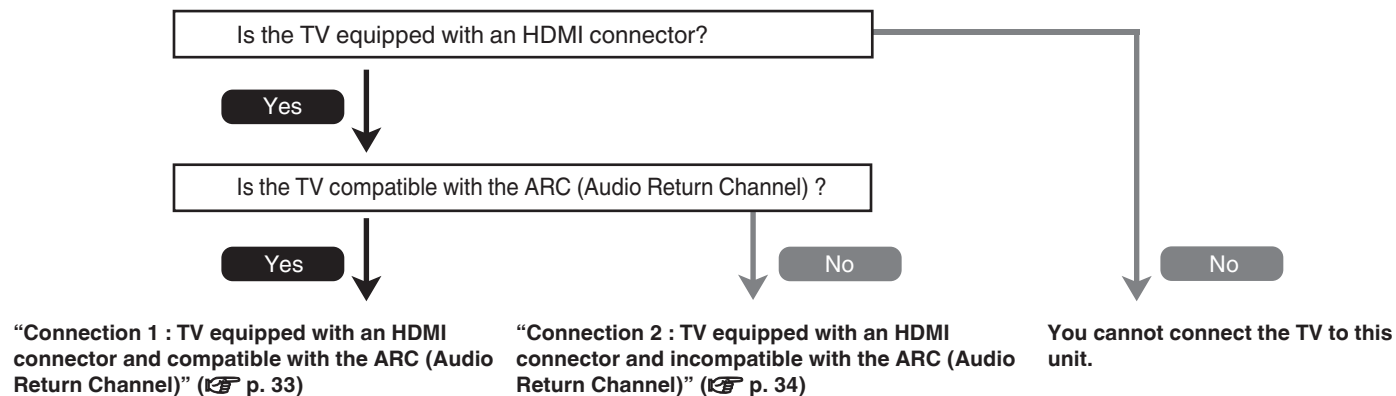 Is the TV equipped with an HDMI connector?
Yes
Is the TV compatible with the ARC (Audio Return Channel) ?
Yes
No
No
“Connection 1 : TV equipped with an HDMI
connector and compatible with the ARC (Audio
Return Channel)” (☞ p. 33)
“Connection 2 : TV equipped with an HDMI
connector and incompatible with the ARC (Audio
Return Channel)” (☞ p. 34)
You cannot connect the TV to this
unit.